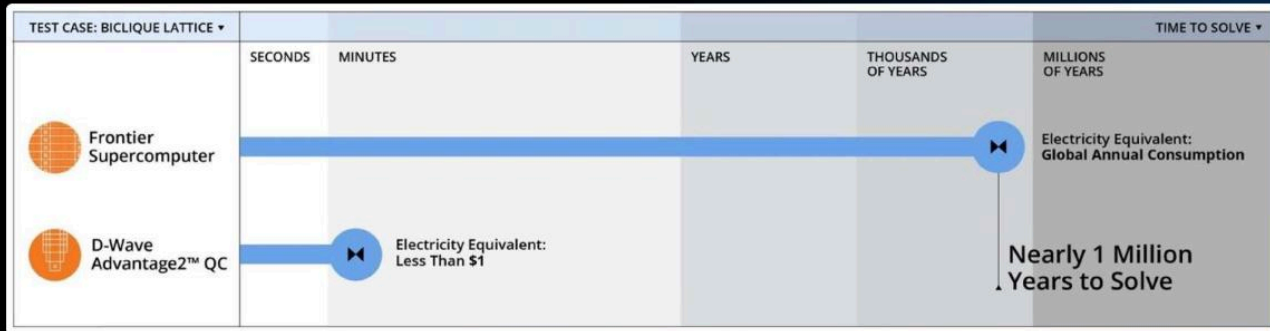 TEST CASE: BICLIQUE LATTICE ▾
TIME TO SOLVE ▾
SECONDS
MINUTES
YEARS
THOUSANDS
OF YEARS
MILLIONS
OF YEARS
Frontier
Supercomputer
Electricity Equivalent:
Global Annual Consumption
D-Wave
Advantage2™ QC
Electricity Equivalent:
Less Than $1
Nearly 1 Million
Years to Solve